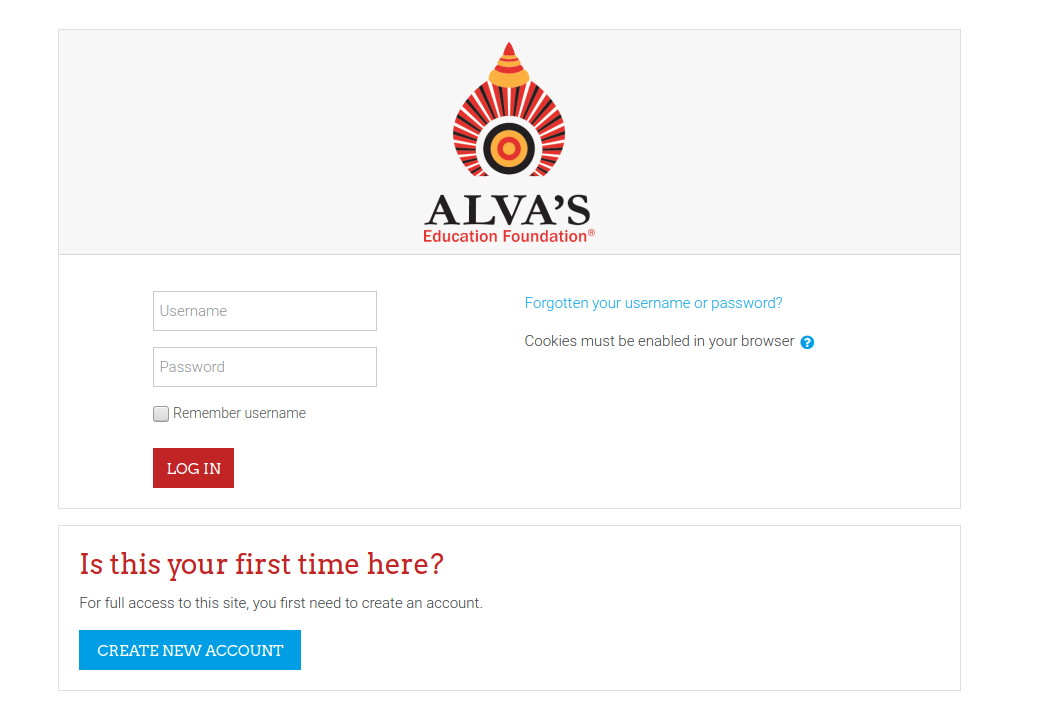 ALVA'S
Education Foundation®
Username
Password
Remember username
LOG IN
Forgotten your username or password?
Cookies must be enabled in your browser
Is this your first time here?
For full access to this site, you first need to create an account.
CREATE NEW ACCOUNT